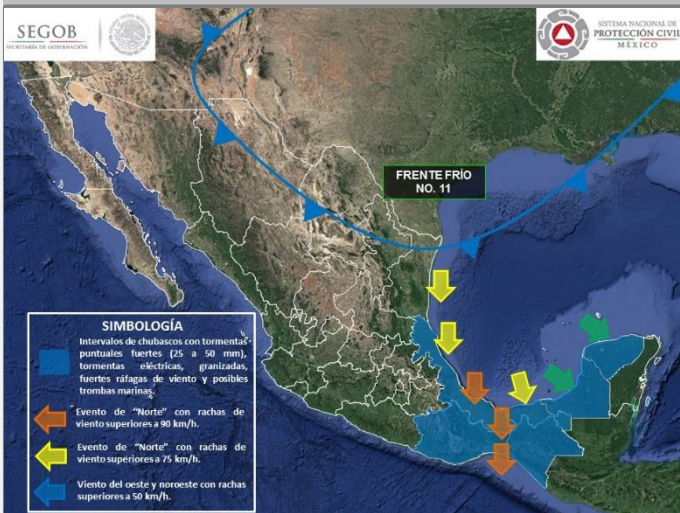 SEGOB
SECRETARÍA DE GOBERNACIÓN
SISTEMA NACIONAL DE
PROTECCIÓN CIVIL
MÉXICO
FRENTE FRÍO
NO. 11
SIMBOLOGÍA
Intervalos de chubascos con tormentas
puntuales fuertes (25 a 50 mm),
tormentas eléctricas, granizadas,
fuertes ráfagas de viento y posibles
trombas marinas.
Evento de "Norte" con rachas de
viento superiores a 90 km/h.
Evento de "Norte" con rachas de
viento superiores a 75 km/h.
Viento del oeste y noroeste con rachas
superiores a 50 km/h.